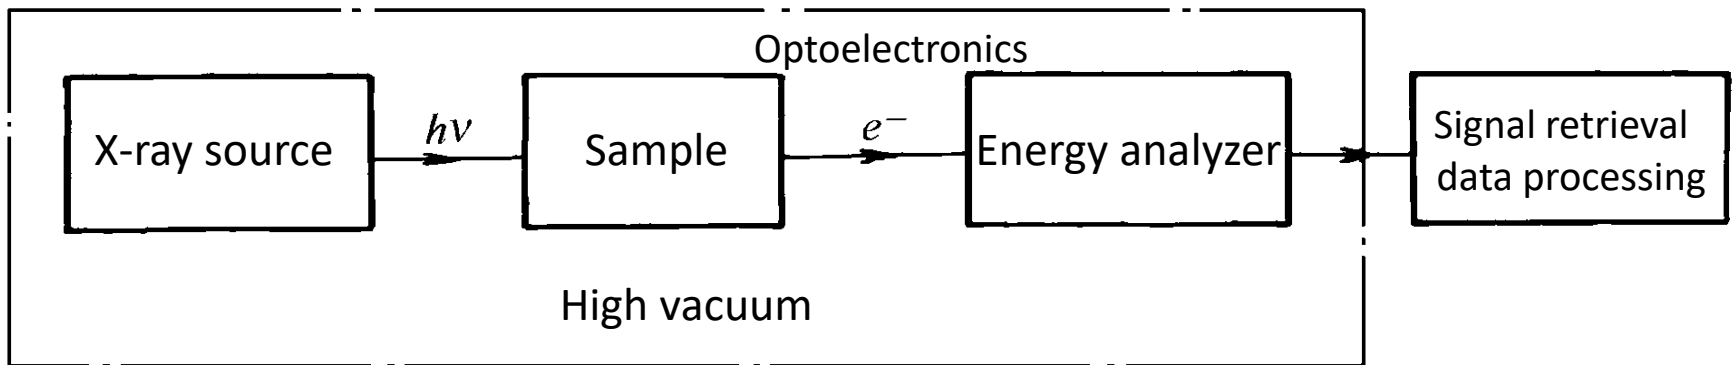 Optoelectronics
X-ray source
hν
Sample
e⁻
Energy analyzer
Signal retrieval
data processing
High vacuum